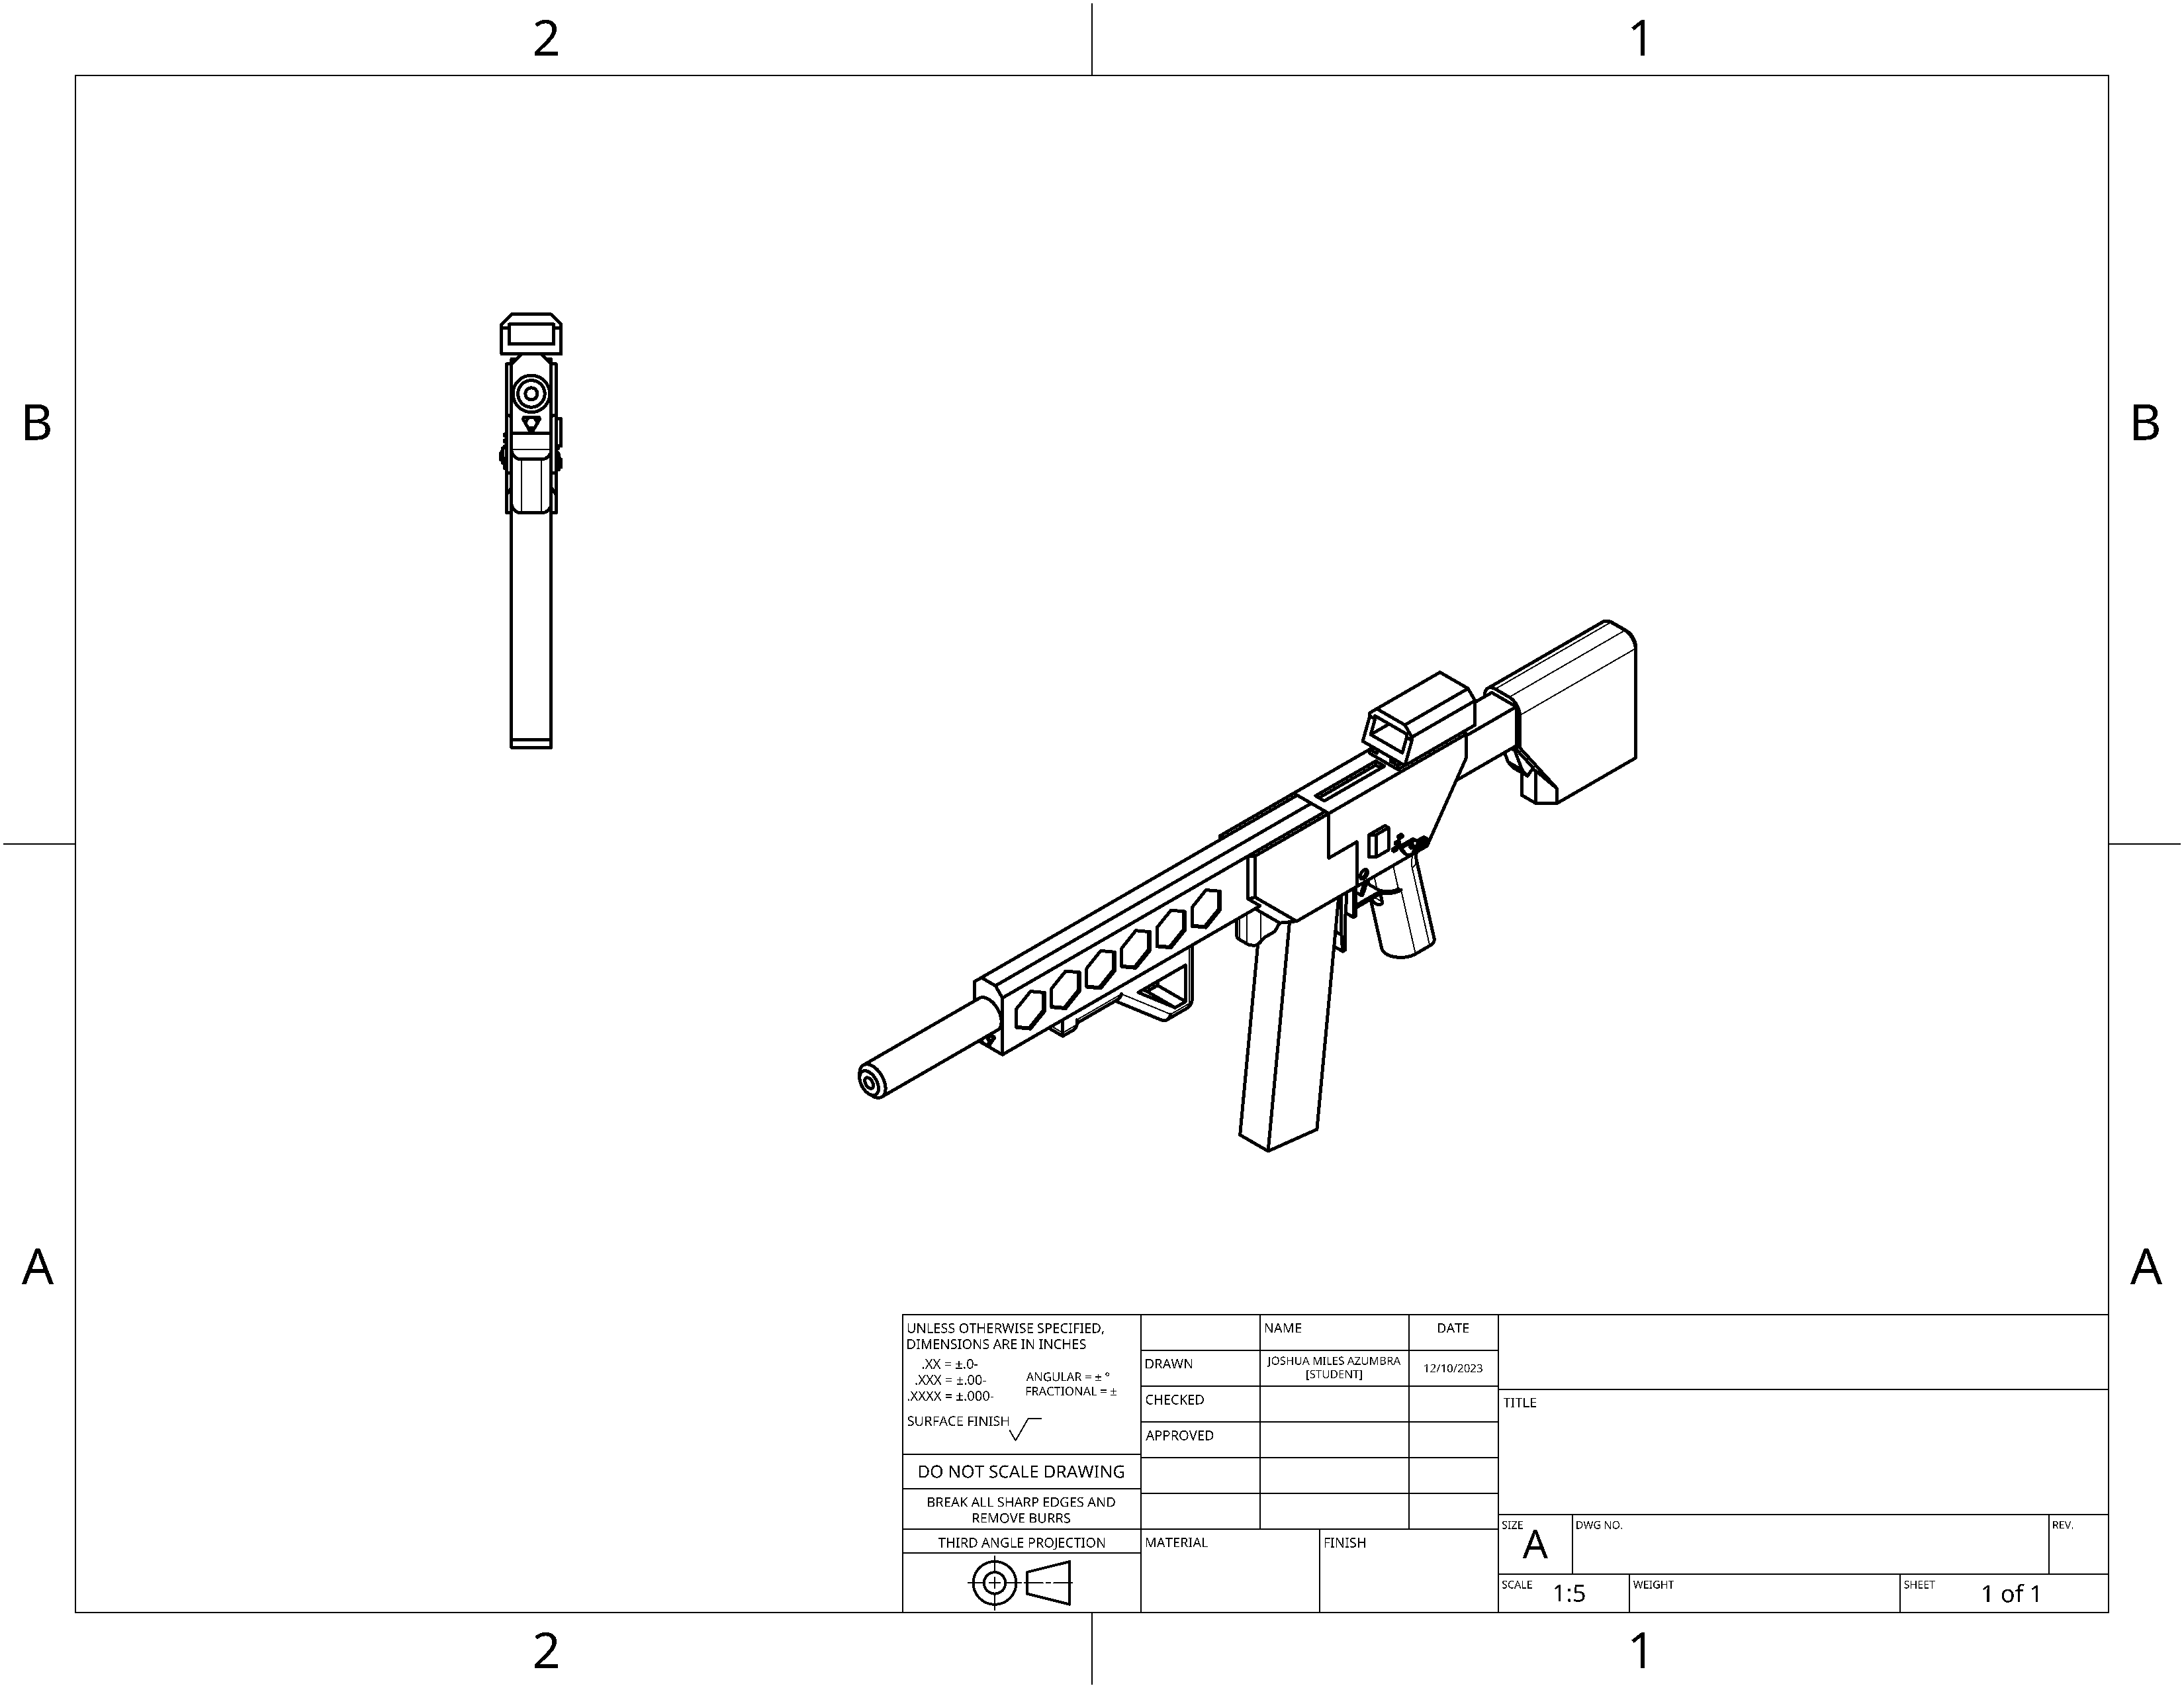 2 1
B B
A A
UNLESS OTHERWISE SPECIFIED,
DIMENSIONS ARE IN INCHES
.XX = ±.0-
.XXX = ±.00-
.XXXX = ±.000-
ANGULAR = ± °
FRACTIONAL = ±
SURFACE FINISH
DO NOT SCALE DRAWING
BREAK ALL SHARP EDGES AND
REMOVE BURRS
THIRD ANGLE PROJECTION
NAME DATE
DRAWN JOSHUA MILES AZUMBRA
[STUDENT] 12/10/2023
CHECKED
APPROVED
MATERIAL FINISH
TITLE
SIZE A DWG NO. REV.
SCALE 1:5 WEIGHT SHEET 1 of 1
2 1